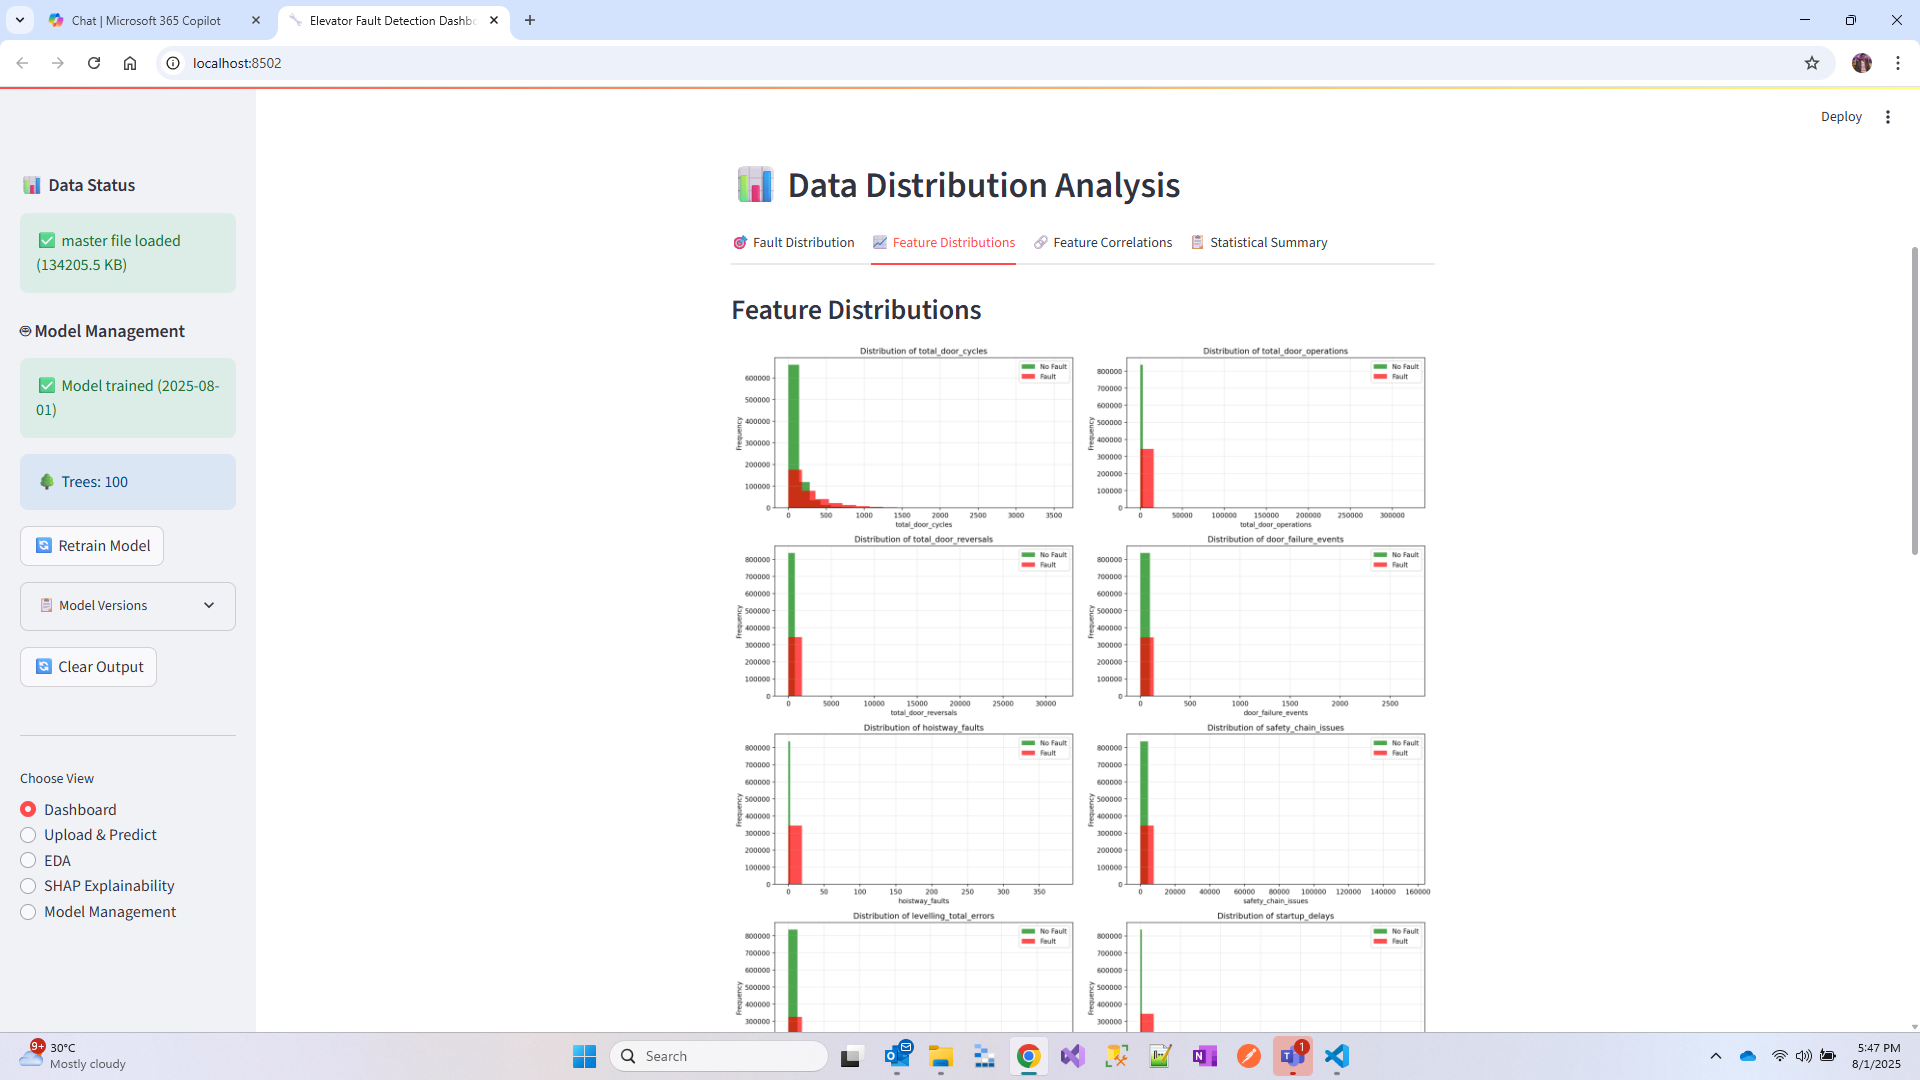 Chat | Microsoft 365 Copilot
Elevator Fault Detection Dashbo
localhost:8502
Deploy
Data Status
master file loaded
(134205.5 KB)
Model Management
Model trained (2025-08-
01)
Trees: 100
Retrain Model
Model Versions
Clear Output
Choose View
Dashboard
Upload & Predict
EDA
SHAP Explainability
Model Management
Data Distribution Analysis
Fault Distribution
Feature Distributions
Feature Correlations
Statistical Summary
Feature Distributions
Distribution of total_door_cycles
No Fault
Fault
Frequency
600000
500000
400000
300000
200000
100000
0
0 500 1000 1500 2000 2500 3000 3500
total_door_cycles
Distribution of total_door_operations
No Fault
Fault
Frequency
800000
700000
600000
500000
400000
300000
200000
100000
0
0 50000 100000 150000 200000 250000 300000
total_door_operations
Distribution of total_door_reversals
No Fault
Fault
Frequency
800000
700000
600000
500000
400000
300000
200000
100000
0
0 5000 10000 15000 20000 25000 30000
total_door_reversals
Distribution of door_failure_events
No Fault
Fault
Frequency
800000
700000
600000
500000
400000
300000
200000
100000
0
0 500 1000 1500 2000 2500
door_failure_events
Distribution of hoistway_faults
No Fault
Fault
Frequency
800000
700000
600000
500000
400000
300000
200000
100000
0
0 50 100 150 200 250 300 350
hoistway_faults
Distribution of safety_chain_issues
No Fault
Fault
Frequency
800000
700000
600000
500000
400000
300000
200000
100000
0
0 20000 40000 60000 80000 100000 120000 140000 160000
safety_chain_issues
Distribution of levelling_total_errors
No Fault
Fault
Frequency
800000
700000
600000
500000
400000
300000
Distribution of startup_delays
No Fault
Fault
Frequency
800000
700000
600000
500000
400000
300000
9+
30°C
Mostly cloudy
Search
1
5:47 PM
8/1/2025